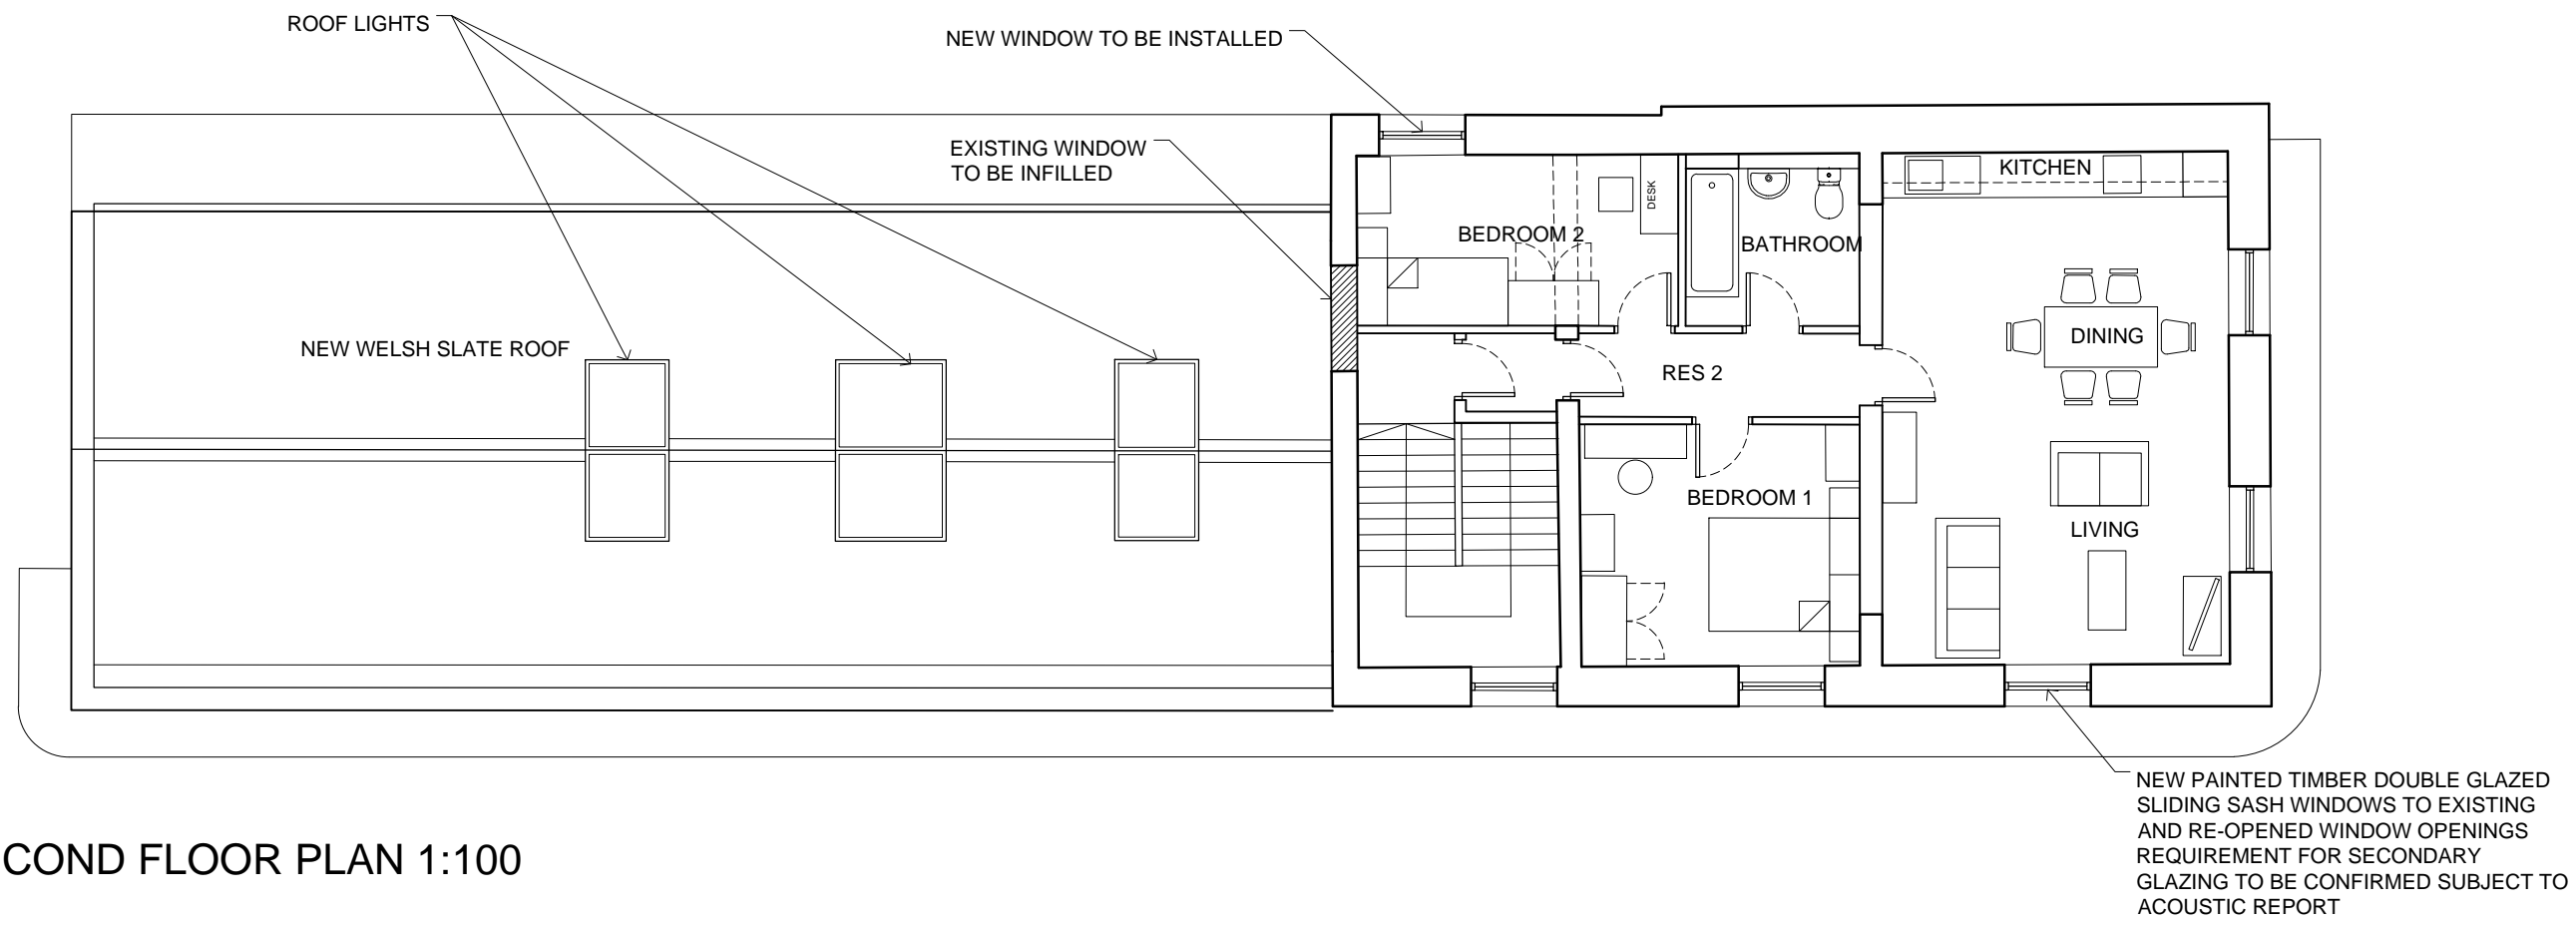 ROOF LIGHTS
NEW WINDOW TO BE INSTALLED
EXISTING WINDOW
TO BE INFILLED
KITCHEN
DESK
BEDROOM 2
BATHROOM
DINING
NEW WELSH SLATE ROOF
RES 2
BEDROOM 1
LIVING
NEW PAINTED TIMBER DOUBLE GLAZED
SLIDING SASH WINDOWS TO EXISTING
AND RE-OPENED WINDOW OPENINGS
REQUIREMENT FOR SECONDARY
GLAZING TO BE CONFIRMED SUBJECT TO
ACOUSTIC REPORT
COND FLOOR PLAN 1:100